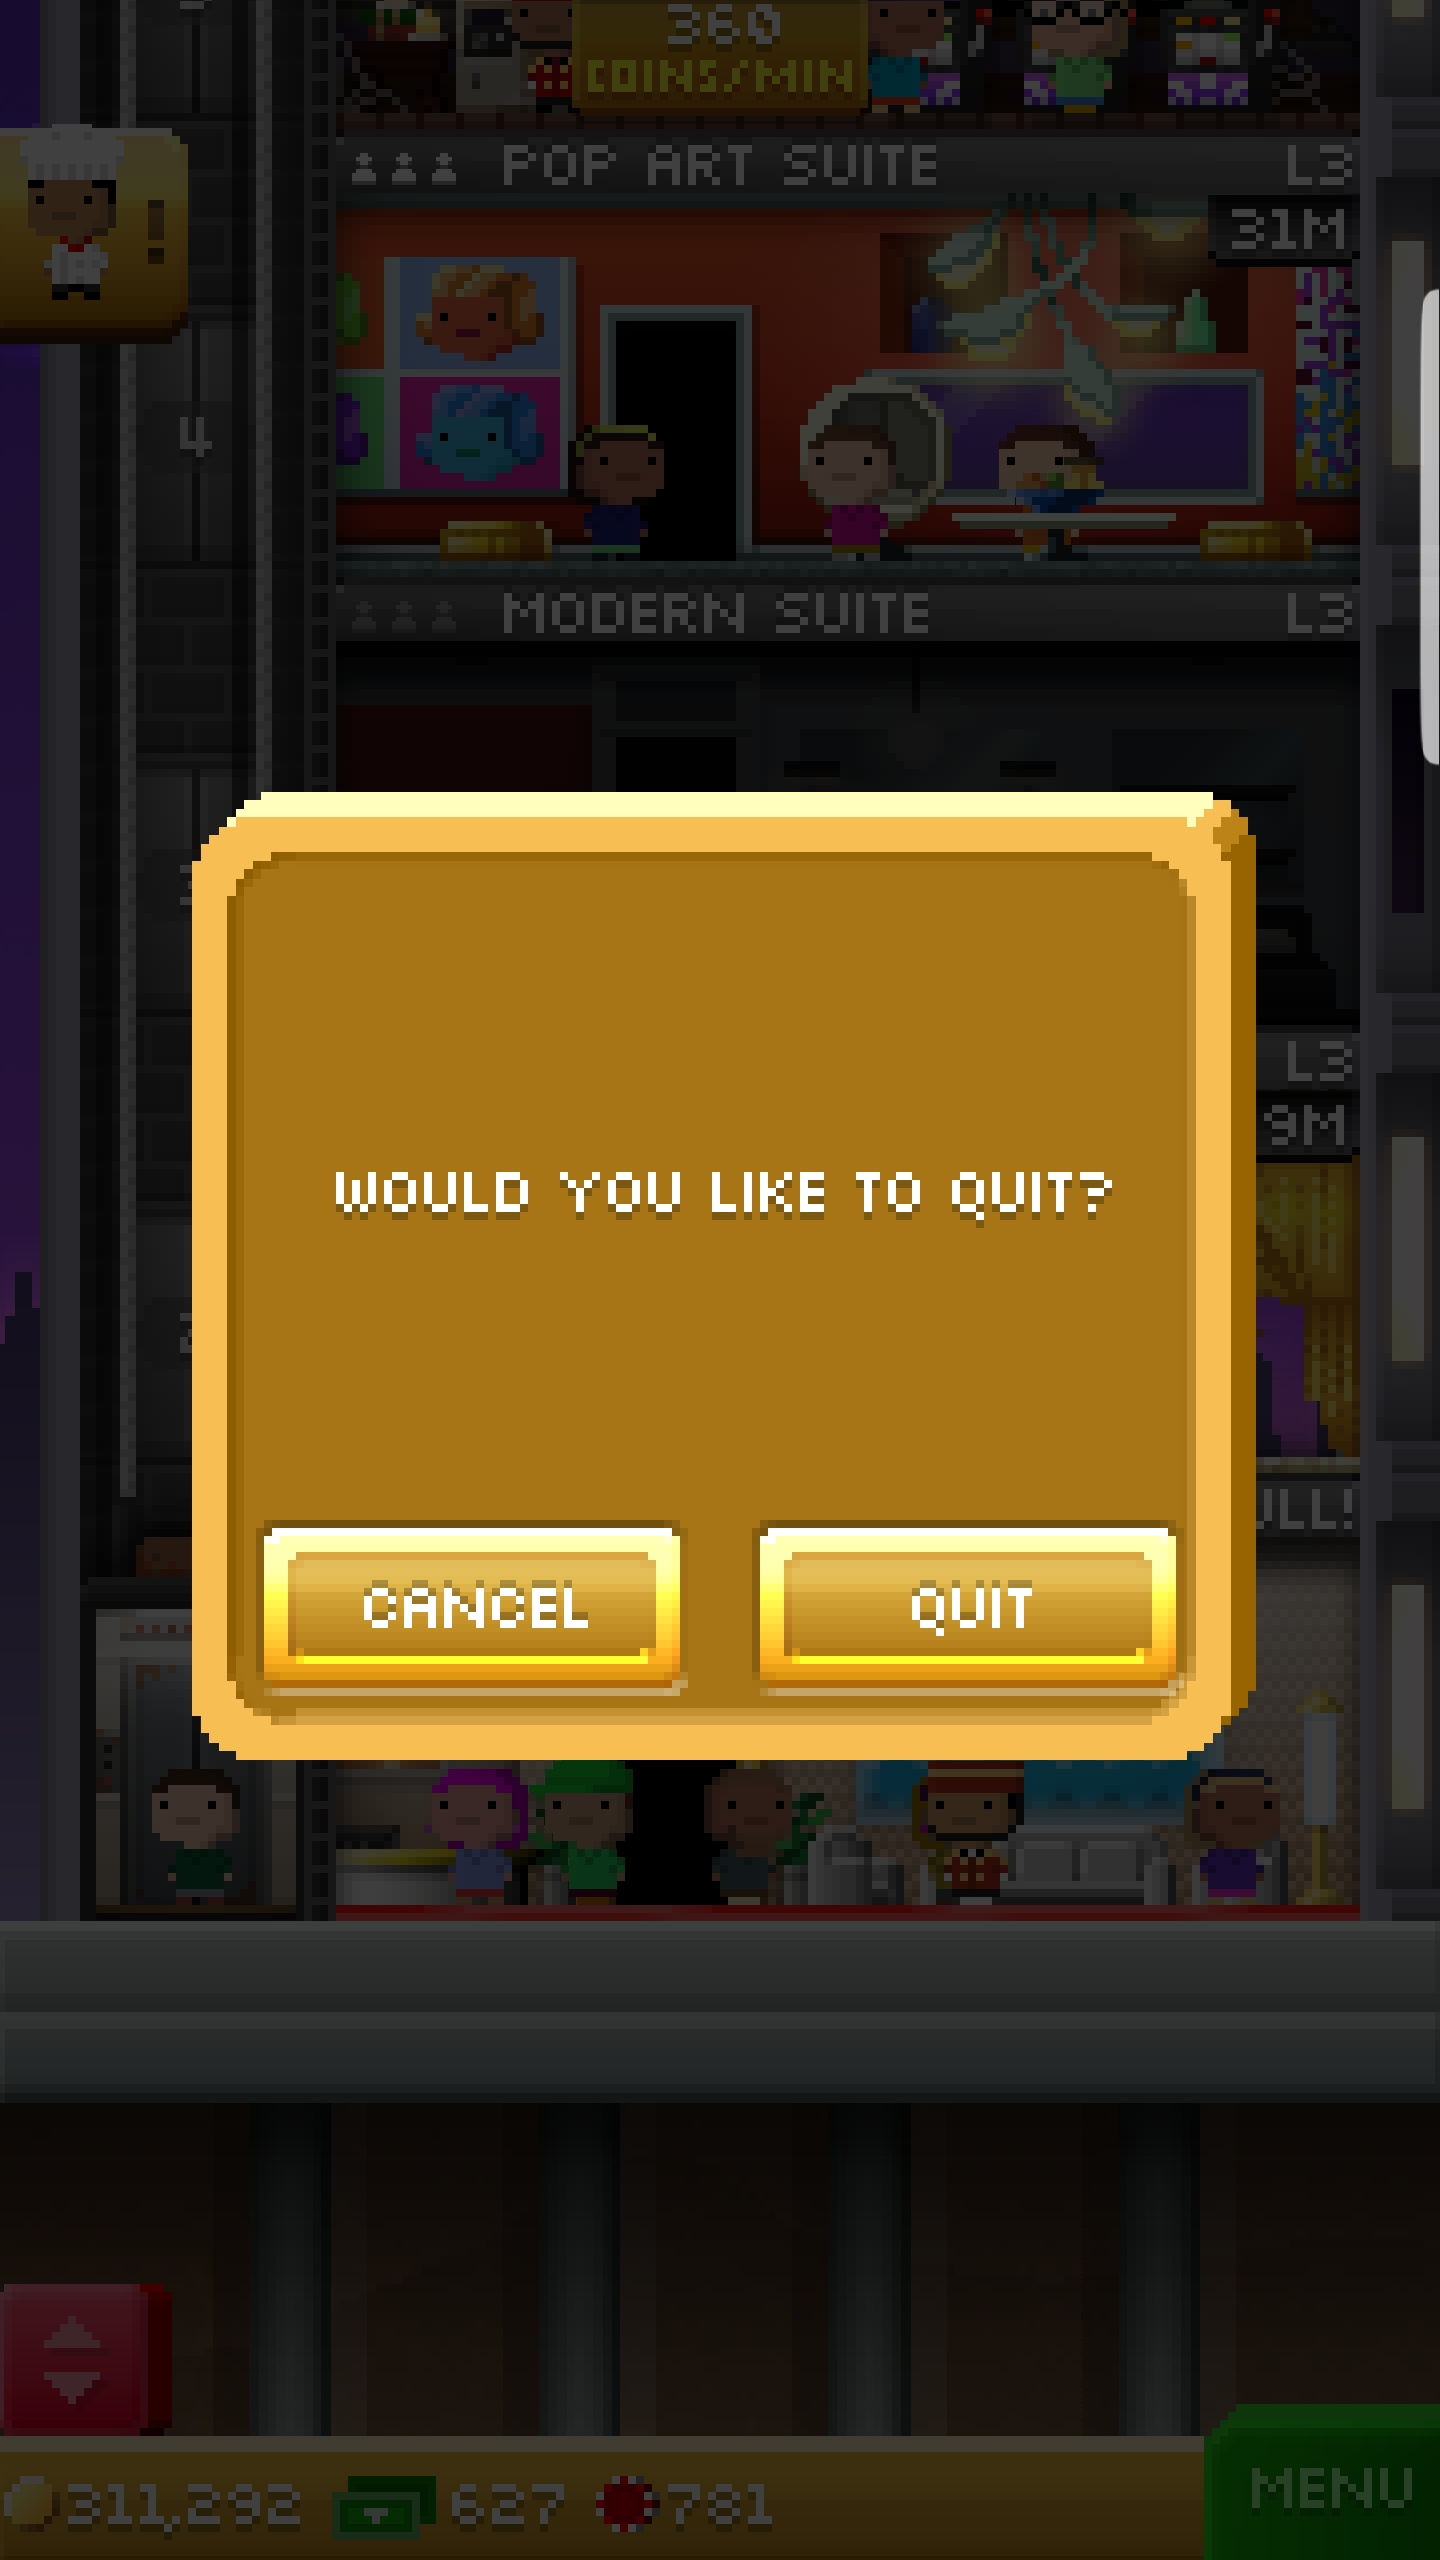 360
COINS/MIN
POP ART SUITE L3
31M
4
MODERN SUITE L3
L3
9M
WOULD YOU LIKE TO QUIT?
CANCEL QUIT
311,292 627 781
MENU